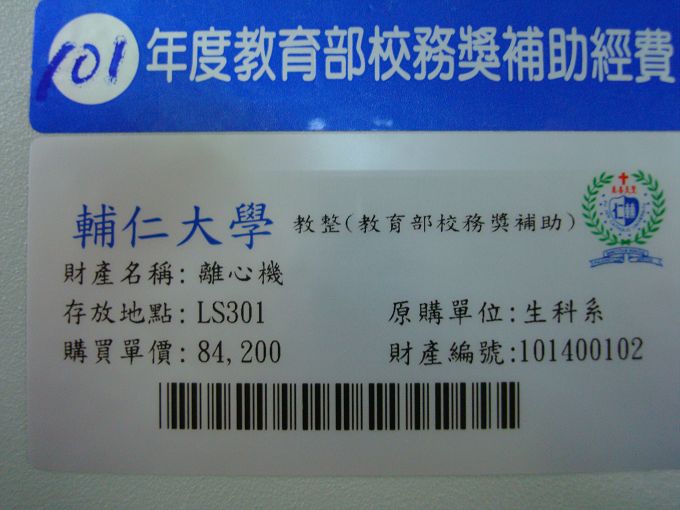 101年度教育部校務獎補助經費
輔仁大學 教整(教育部校務獎補助)
財產名稱: 離心機
存放地點: LS301 原購單位: 生科系
購買單價: 84,200 財產編號:101400102